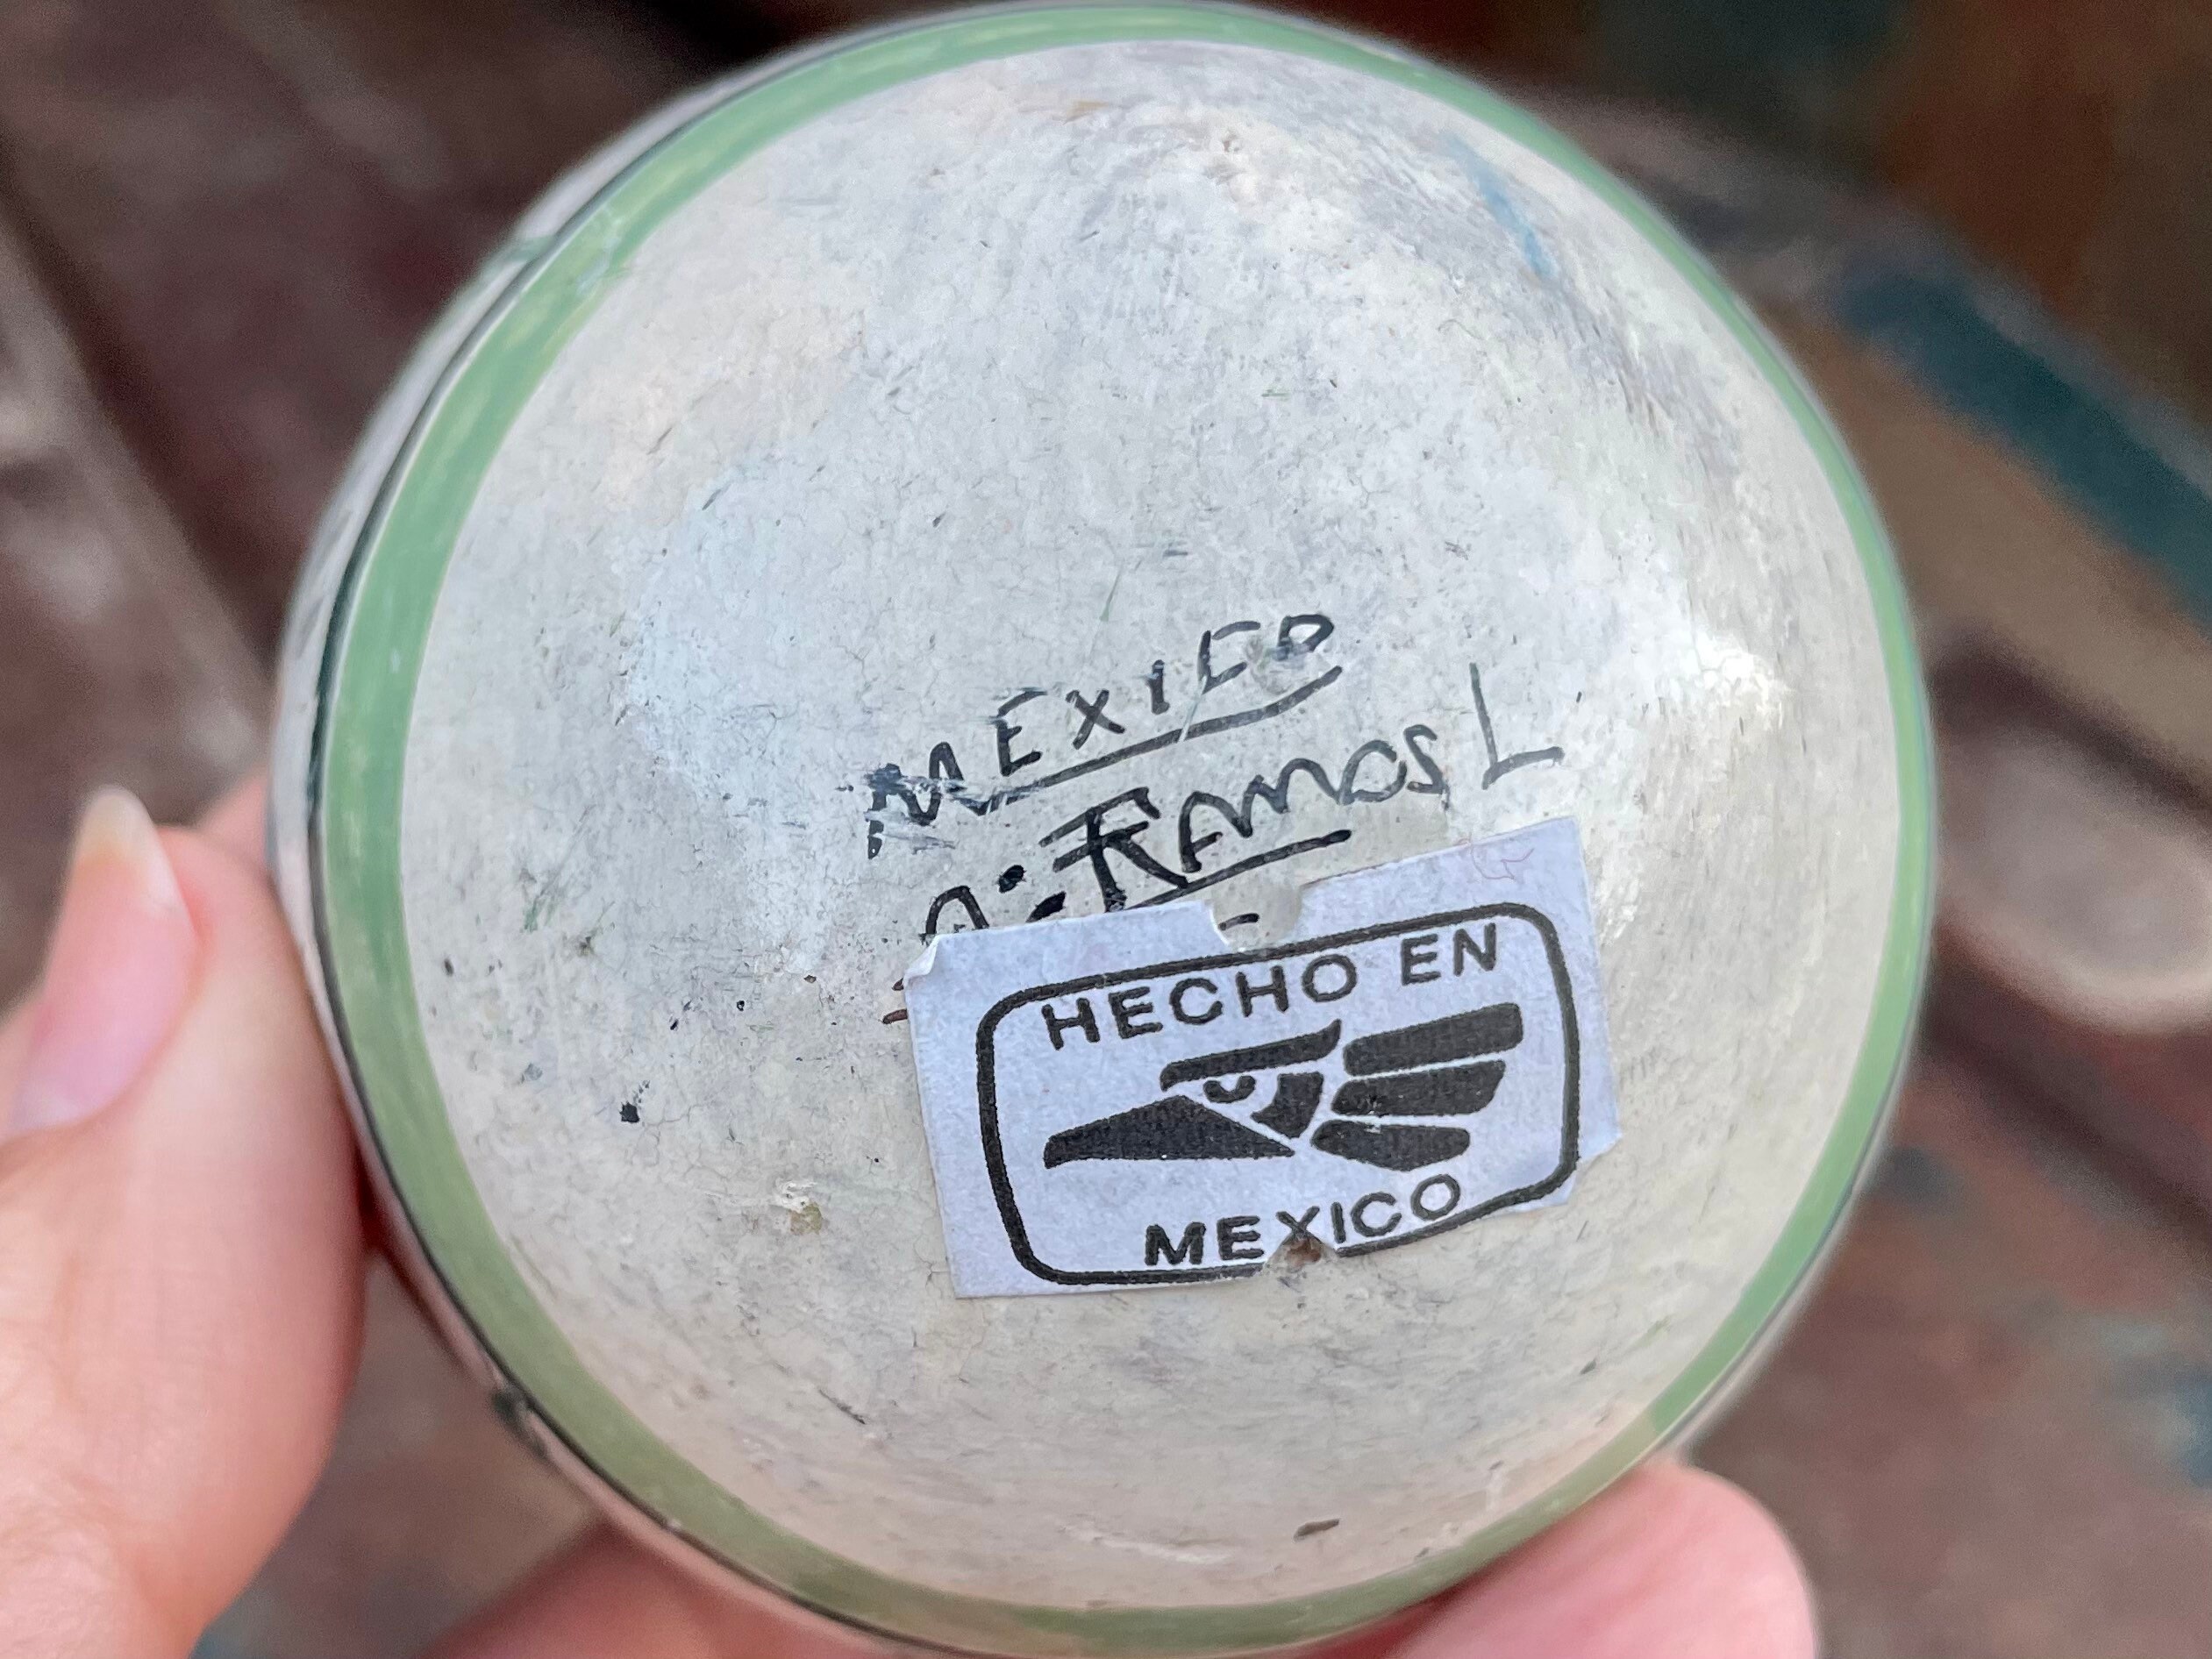 MEXICO
A. RAMOS L
HECHO EN
MEXICO